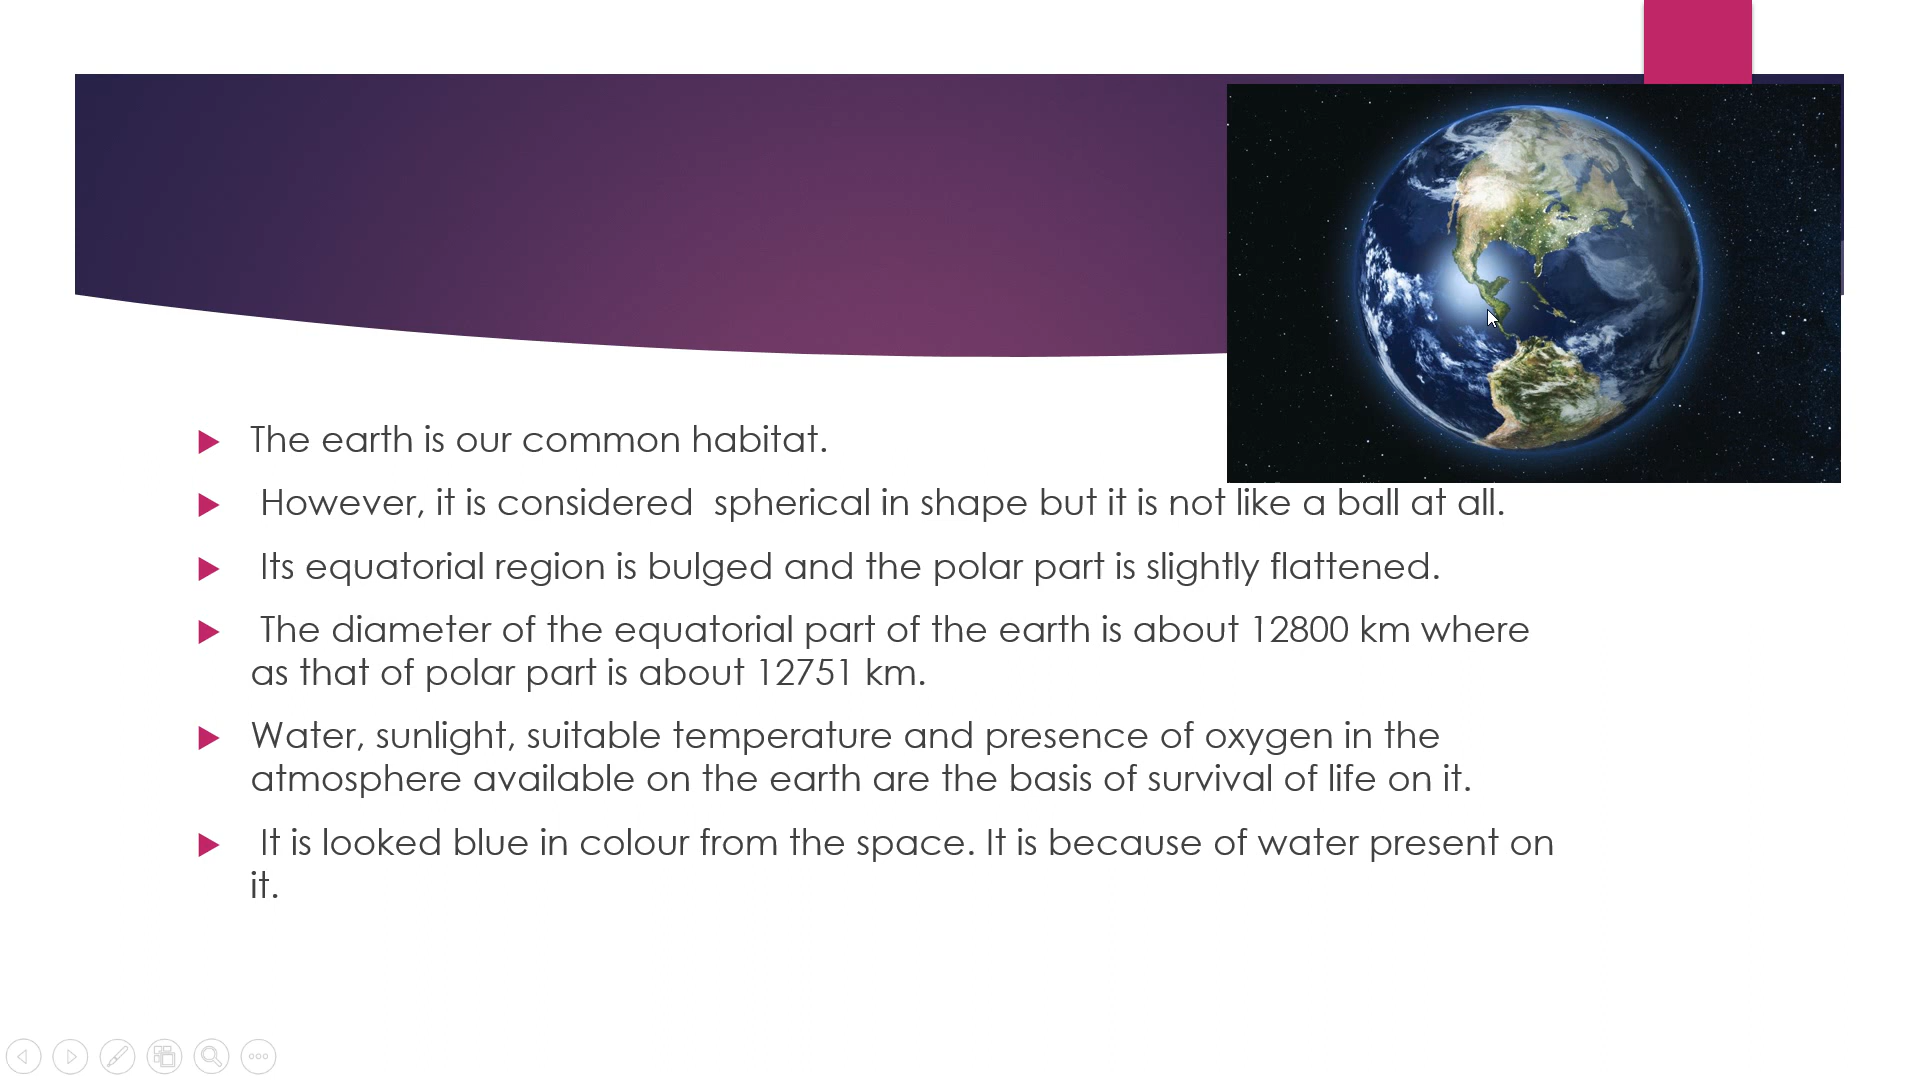 The earth is our common habitat.
However, it is considered  spherical in shape but it is not like a ball at all.
Its equatorial region is bulged and the polar part is slightly flattened.
The diameter of the equatorial part of the earth is about 12800 km where
as that of polar part is about 12751 km.
Water, sunlight, suitable temperature and presence of oxygen in the
atmosphere available on the earth are the basis of survival of life on it.
It is looked blue in colour from the space. It is because of water present on
it.